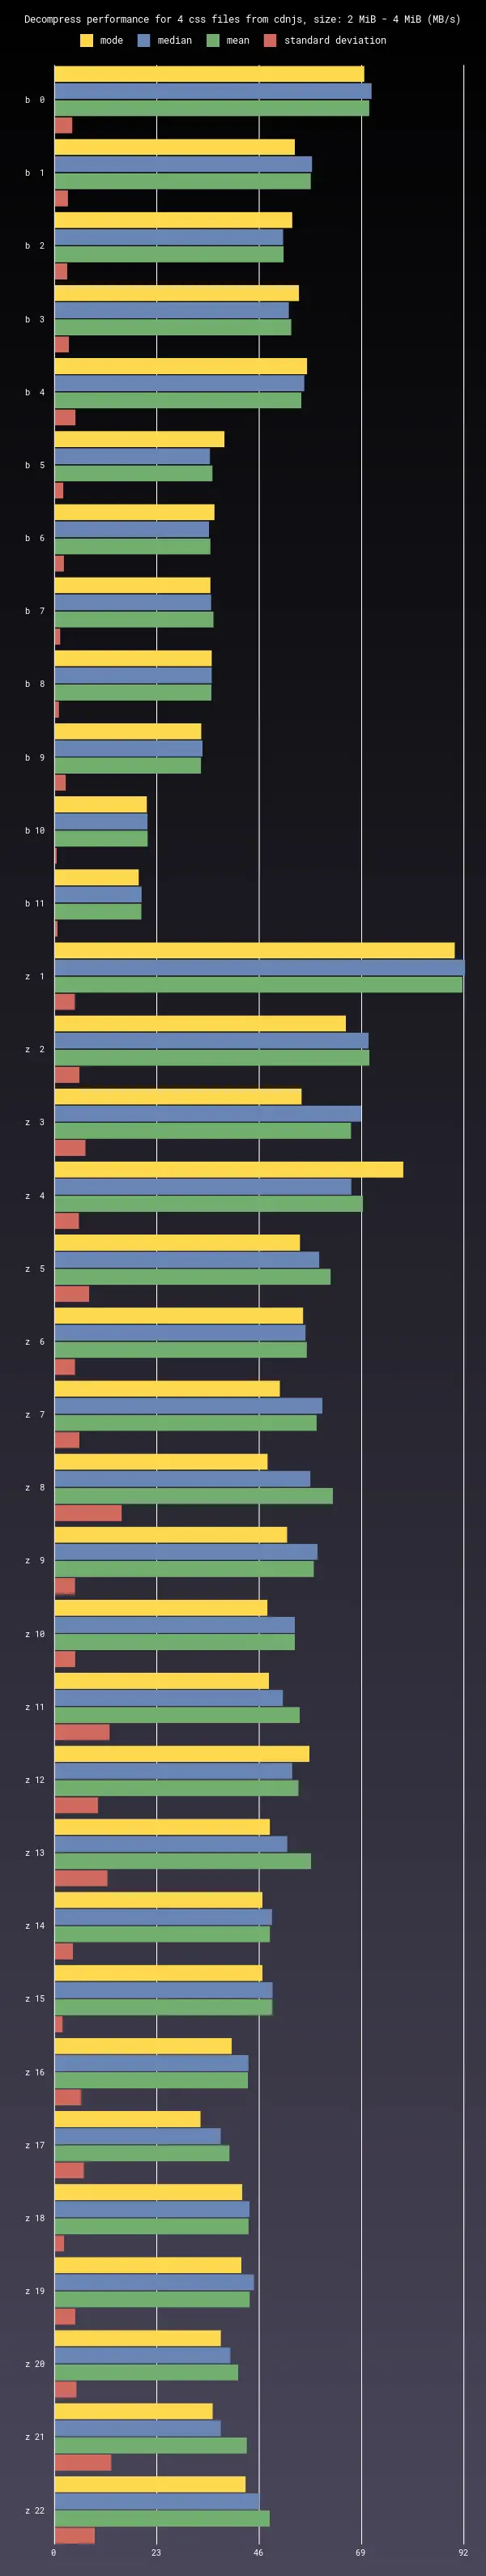 Decompress performance for 4 css files from cdnjs, size: 2 MiB - 4 MiB (MB/s)
mode median mean standard deviation
b 0
b 1
b 2
b 3
b 4
b 5
b 6
b 7
b 8
b 9
b 10
b 11
z 1
z 2
z 3
z 4
z 5
z 6
z 7
z 8
z 9
z 10
z 11
z 12
z 13
z 14
z 15
z 16
z 17
z 18
z 19
z 20
z 21
z 22
0 23 46 69 92